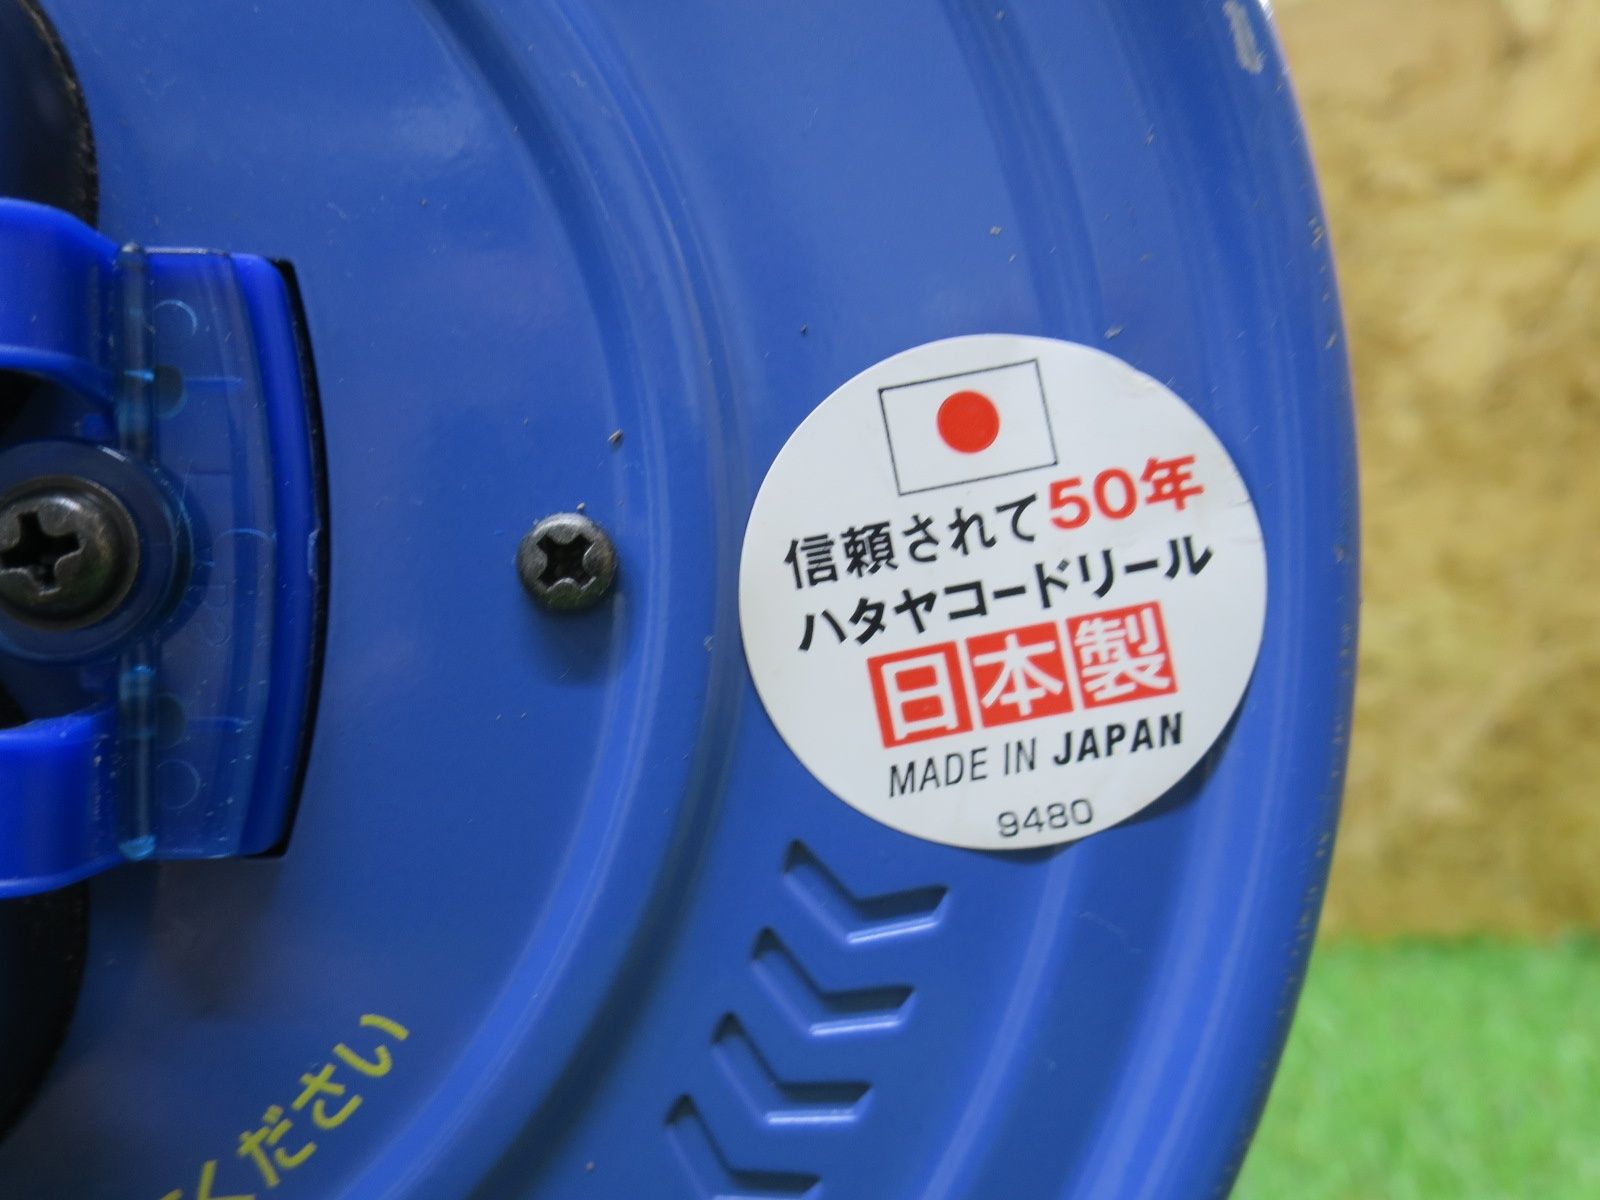 信頼されて50年
ハタヤコードリール
日本製
MADE IN JAPAN
9480
ください